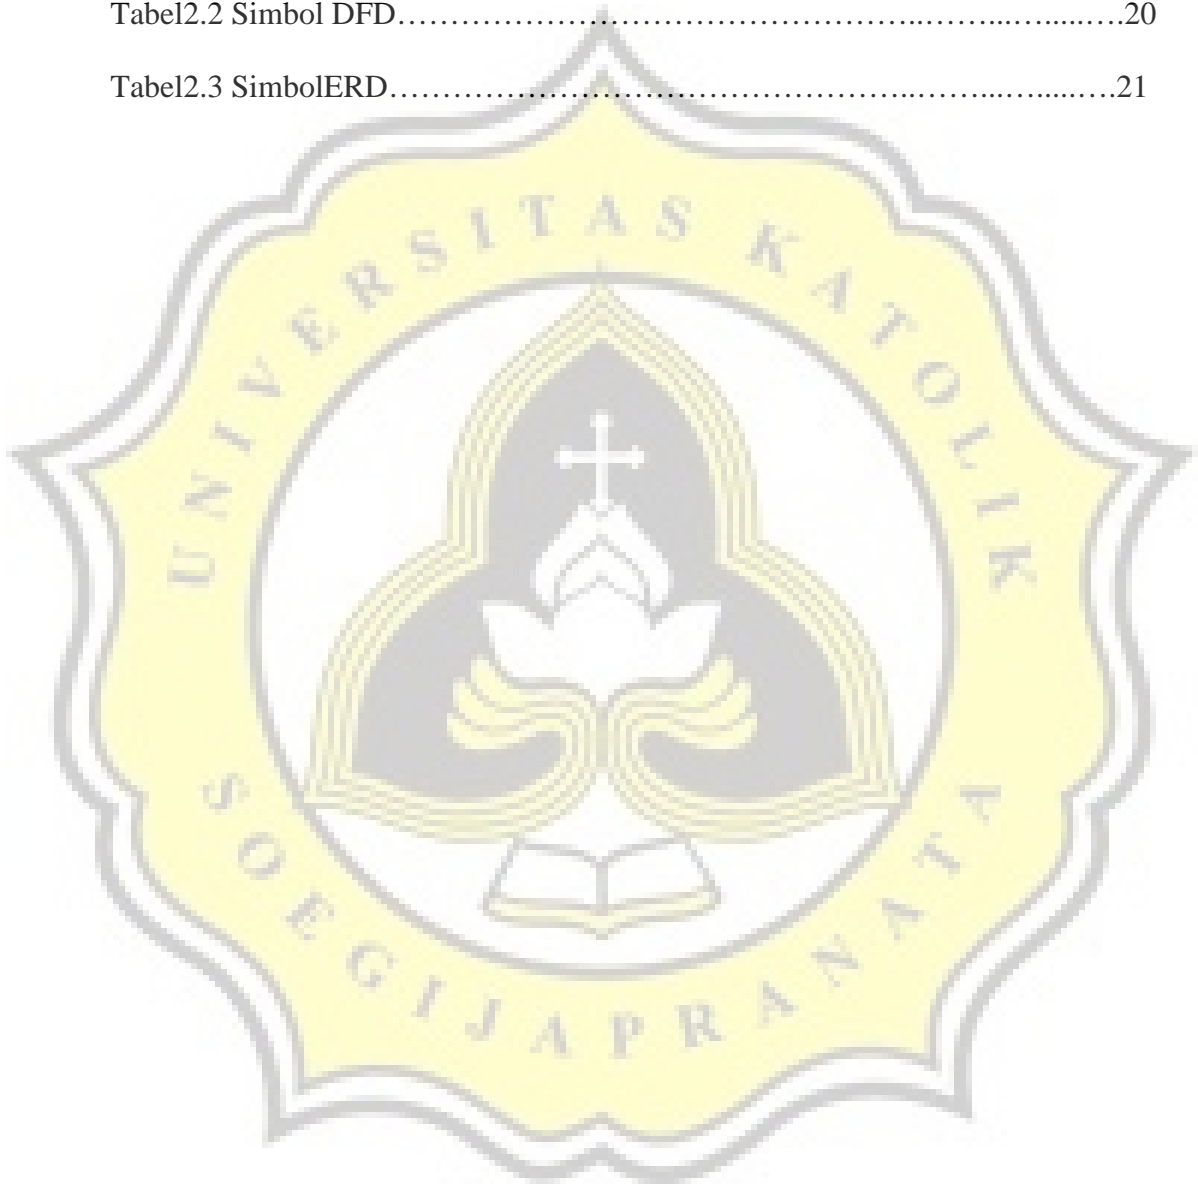 Tabel2.2 Simbol DFD……………………………………………..……...….....….20
Tabel2.3 SimbolERD……………………………………………..……...….....….21
UNIVERSITAS KATOLIK
SOEGIJAPRANATA